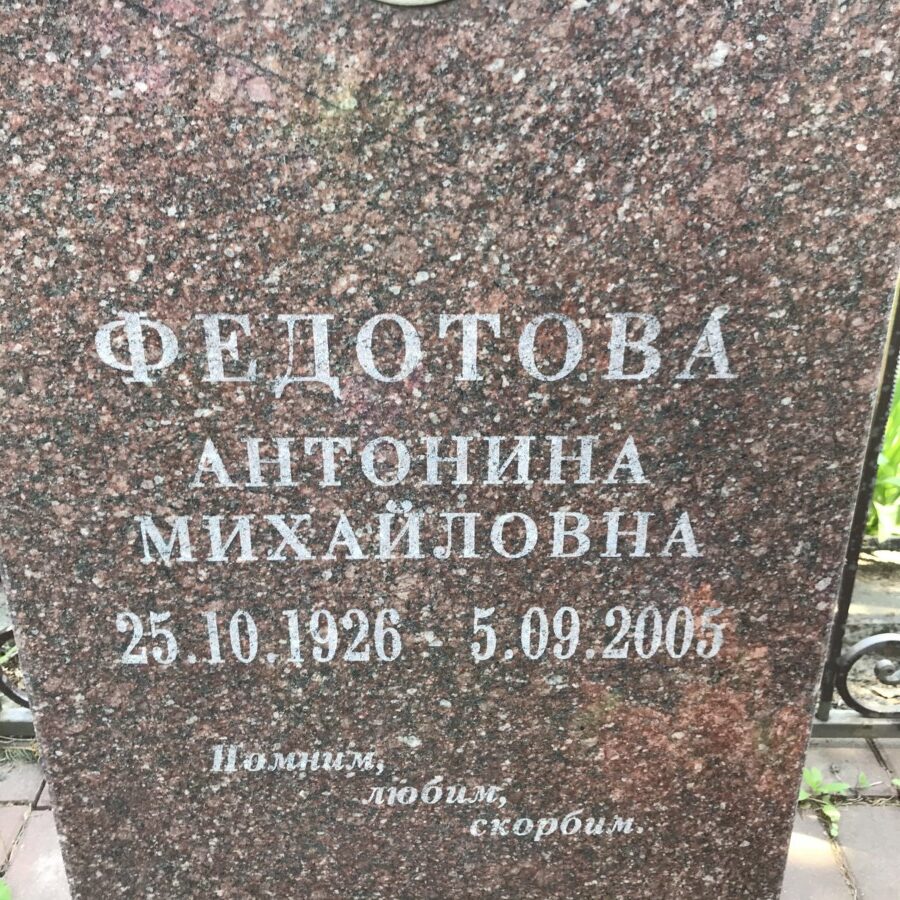 ФЕДОТОВА
АНТОНИНА
МИХАЙЛОВНА
25.10.1926 - 5.09.2005
Помним,
любим,
скорбим.